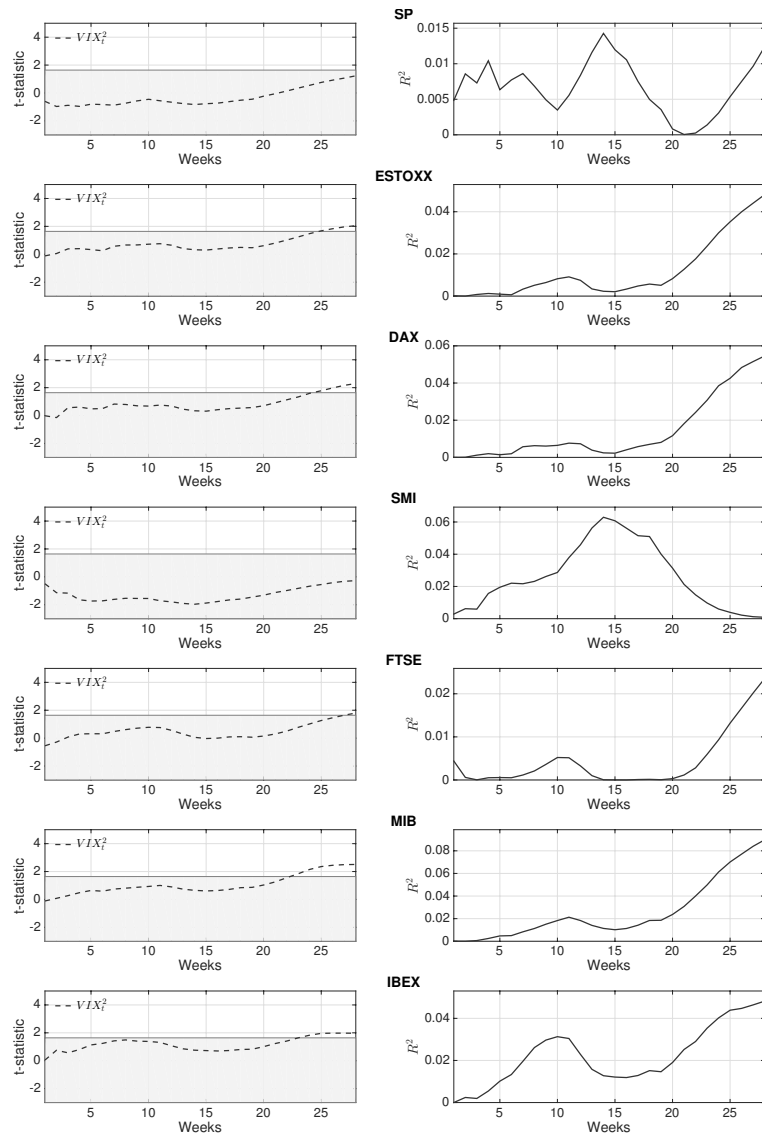 SP
4
2
0
-2
t-statistic
VIX_t^2
5 10 15 20 25
Weeks
0.015
0.01
0.005
0
R^2
5 10 15 20 25
Weeks
ESTOXX
4
2
0
-2
t-statistic
VIX_t^2
5 10 15 20 25
Weeks
0.04
0.02
0
R^2
5 10 15 20 25
Weeks
DAX
4
2
0
-2
t-statistic
VIX_t^2
5 10 15 20 25
Weeks
0.06
0.04
0.02
0
R^2
5 10 15 20 25
Weeks
SMI
4
2
0
-2
t-statistic
VIX_t^2
5 10 15 20 25
Weeks
0.06
0.04
0.02
0
R^2
5 10 15 20 25
Weeks
FTSE
4
2
0
-2
t-statistic
VIX_t^2
5 10 15 20 25
Weeks
0.02
0.01
0
R^2
5 10 15 20 25
Weeks
MIB
4
2
0
-2
t-statistic
VIX_t^2
5 10 15 20 25
Weeks
0.08
0.06
0.04
0.02
0
R^2
5 10 15 20 25
Weeks
IBEX
4
2
0
-2
t-statistic
VIX_t^2
5 10 15 20 25
Weeks
0.04
0.02
0
R^2
5 10 15 20 25
Weeks